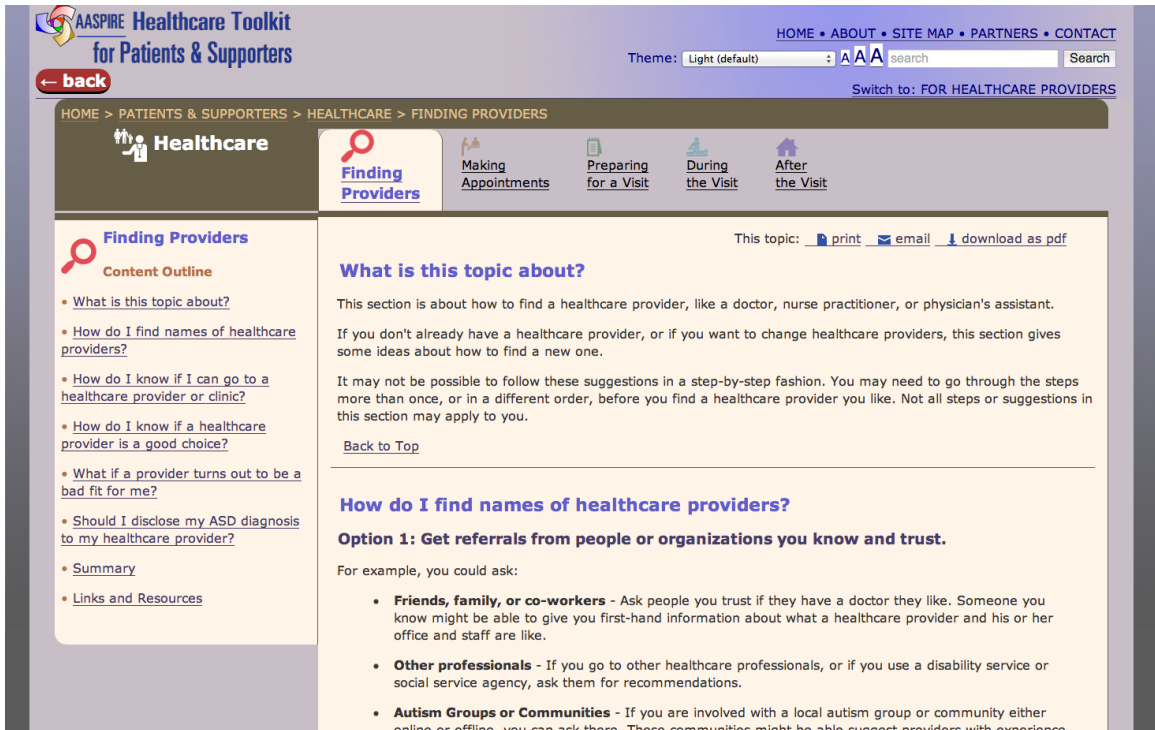 AASPIRE Healthcare Toolkit
for Patients & Supporters
← back
HOME • ABOUT • SITE MAP • PARTNERS • CONTACT
Theme: Light (default) A A A search Search
Switch to: FOR HEALTHCARE PROVIDERS
HOME > PATIENTS & SUPPORTERS > HEALTHCARE > FINDING PROVIDERS
Healthcare
Finding
Providers
Making
Appointments
Preparing
for a Visit
During
the Visit
After
the Visit
Finding Providers
Content Outline
• What is this topic about?
• How do I find names of healthcare
providers?
• How do I know if I can go to a
healthcare provider or clinic?
• How do I know if a healthcare
provider is a good choice?
• What if a provider turns out to be a
bad fit for me?
• Should I disclose my ASD diagnosis
to my healthcare provider?
• Summary
• Links and Resources
This topic: print email download as pdf
What is this topic about?
This section is about how to find a healthcare provider, like a doctor, nurse practitioner, or physician's assistant.
If you don't already have a healthcare provider, or if you want to change healthcare providers, this section gives
some ideas about how to find a new one.
It may not be possible to follow these suggestions in a step-by-step fashion. You may need to go through the steps
more than once, or in a different order, before you find a healthcare provider you like. Not all steps or suggestions in
this section may apply to you.
Back to Top
How do I find names of healthcare providers?
Option 1: Get referrals from people or organizations you know and trust.
For example, you could ask:
• Friends, family, or co-workers - Ask people you trust if they have a doctor they like. Someone you
know might be able to give you first-hand information about what a healthcare provider and his or her
office and staff are like.
• Other professionals - If you go to other healthcare professionals, or if you use a disability service or
social service agency, ask them for recommendations.
• Autism Groups or Communities - If you are involved with a local autism group or community either
online or offline, you can ask there. These communities might be able suggest providers with experience